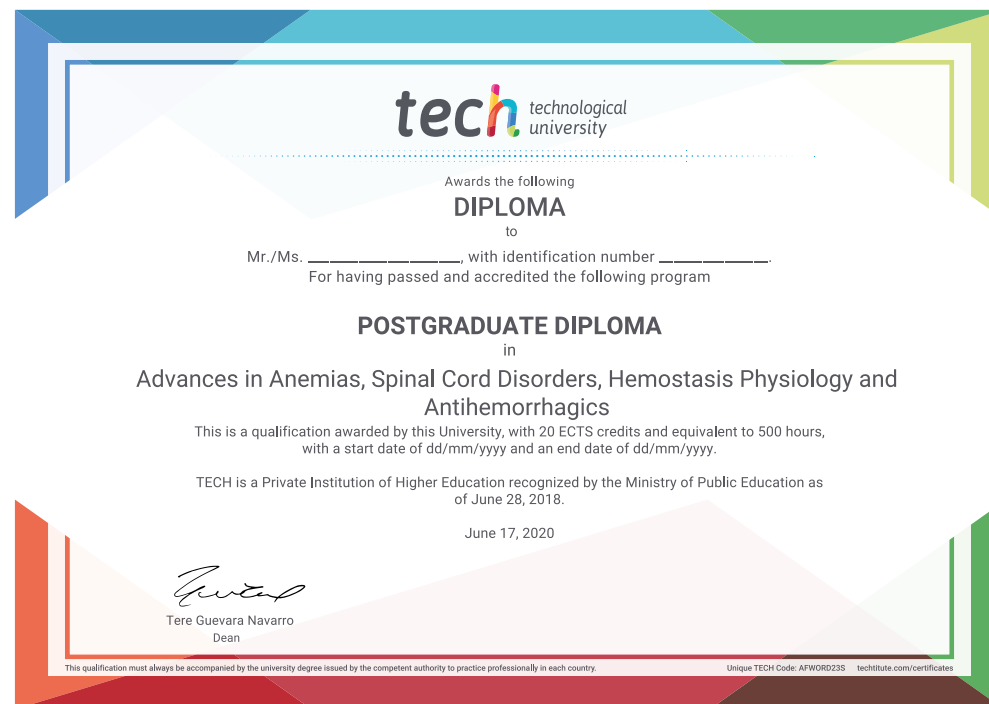 tech technological
university
Awards the following
DIPLOMA
to
Mr./Ms. ____________________, with identification number ______________.
For having passed and accredited the following program
POSTGRADUATE DIPLOMA
in
Advances in Anemias, Spinal Cord Disorders, Hemostasis Physiology and
Antihemorrhagics
This is a qualification awarded by this University, with 20 ECTS credits and equivalent to 500 hours,
with a start date of dd/mm/yyyy and an end date of dd/mm/yyyy.
TECH is a Private Institution of Higher Education recognized by the Ministry of Public Education as
of June 28, 2018.
June 17, 2020
Tere Guevara Navarro
Dean
This qualification must always be accompanied by the university degree issued by the competent authority to practice professionally in each country.
Unique TECH Code: AFWORD23S techtitute.com/certificates